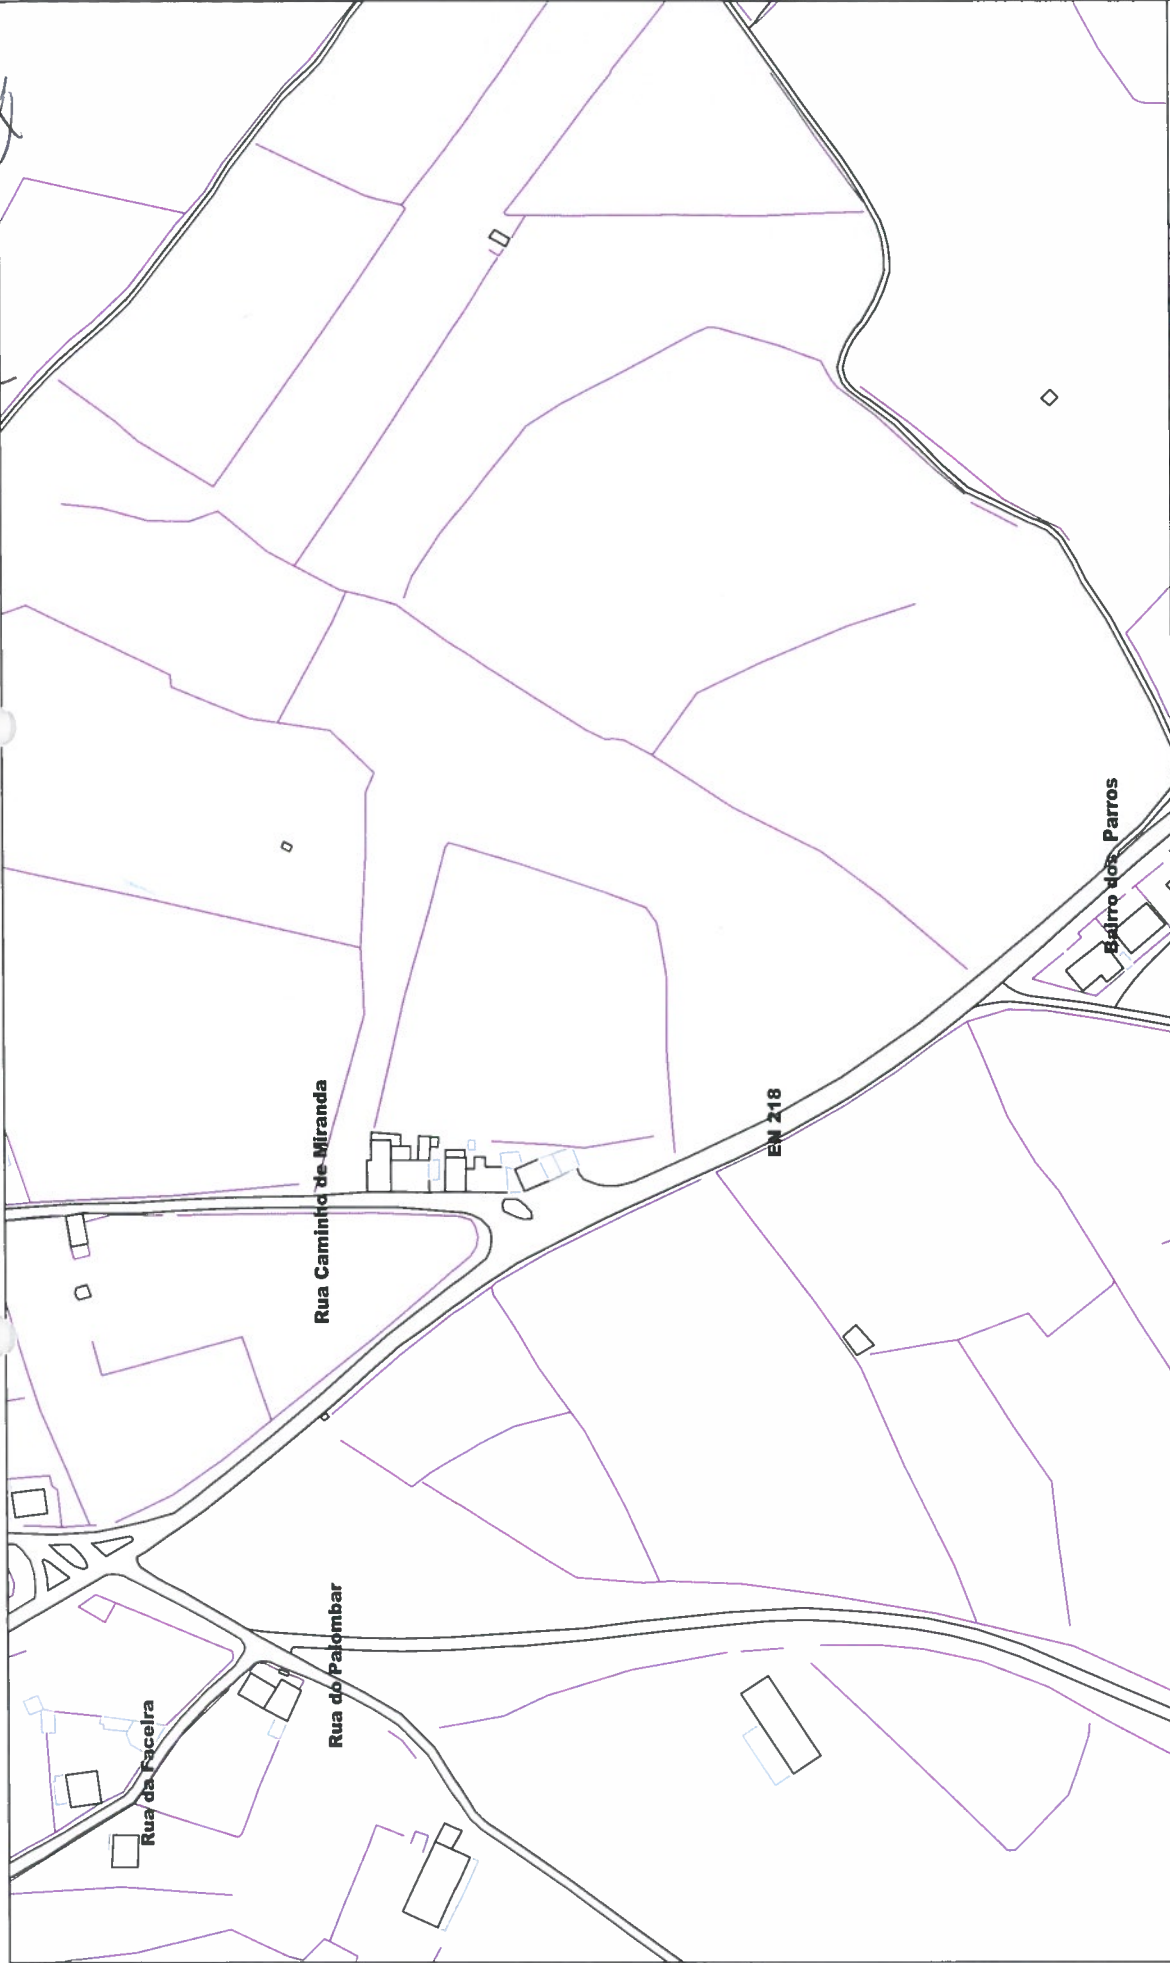 Rua da Faceira
Rua do Palombar
Rua Caminho de Miranda
EN 218
Bairro dos Parros